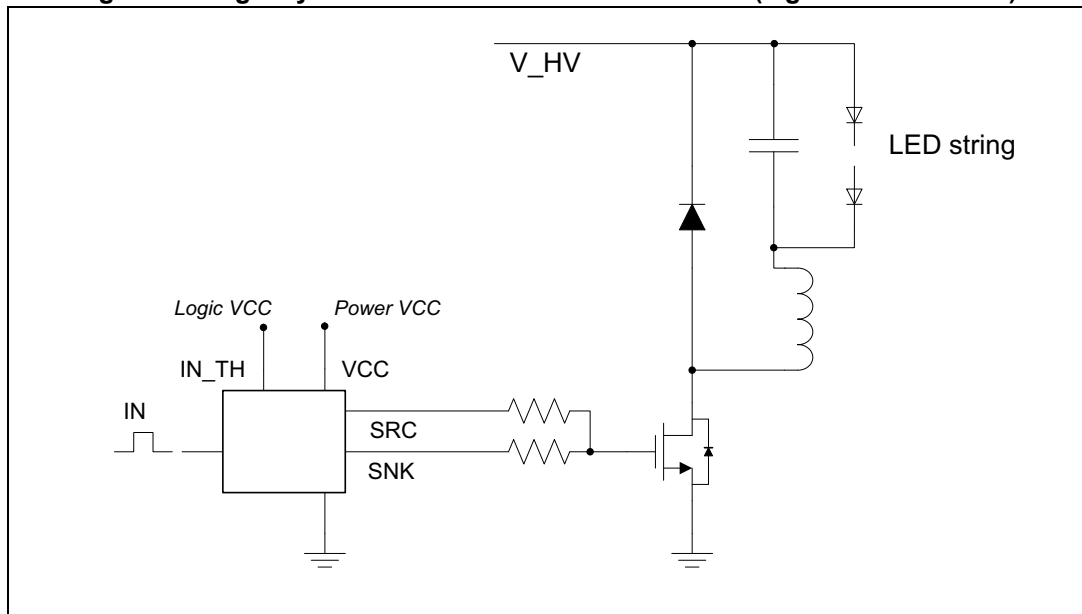 V_HV
LED string
Logic VCC
Power VCC
IN_TH
VCC
IN
SRC
SNK